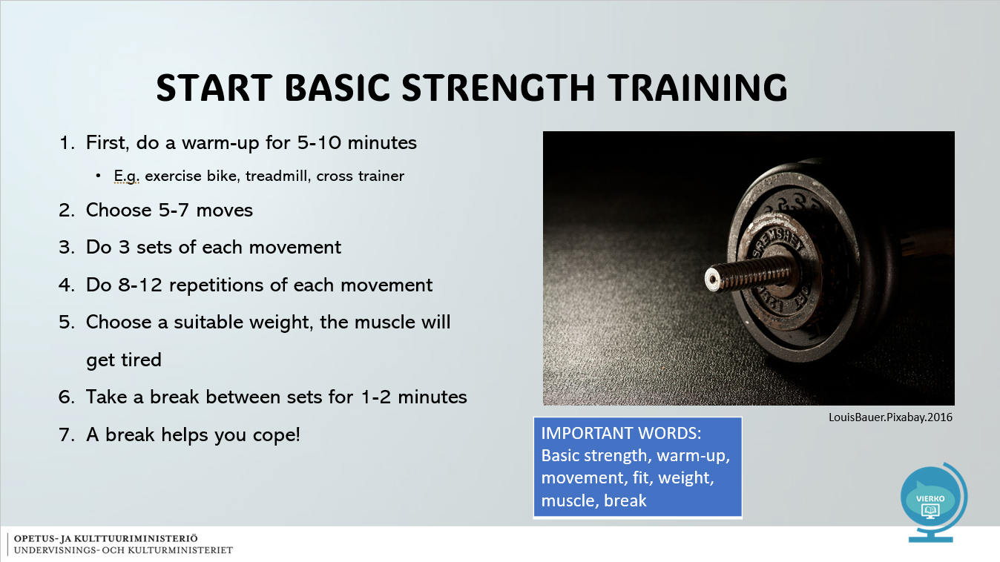 START BASIC STRENGTH TRAINING
1. First, do a warm-up for 5-10 minutes
• E.g. exercise bike, treadmill, cross trainer
2. Choose 5-7 moves
3. Do 3 sets of each movement
4. Do 8-12 repetitions of each movement
5. Choose a suitable weight, the muscle will
get tired
6. Take a break between sets for 1-2 minutes
7. A break helps you cope!
LouisBauer.Pixabay.2016
IMPORTANT WORDS:
Basic strength, warm-up,
movement, fit, weight,
muscle, break
VIERKO
OPETUS- JA KULTTUURIMINISTERIÖ
UNDERVISNINGS- OCH KULTURMINISTERIET